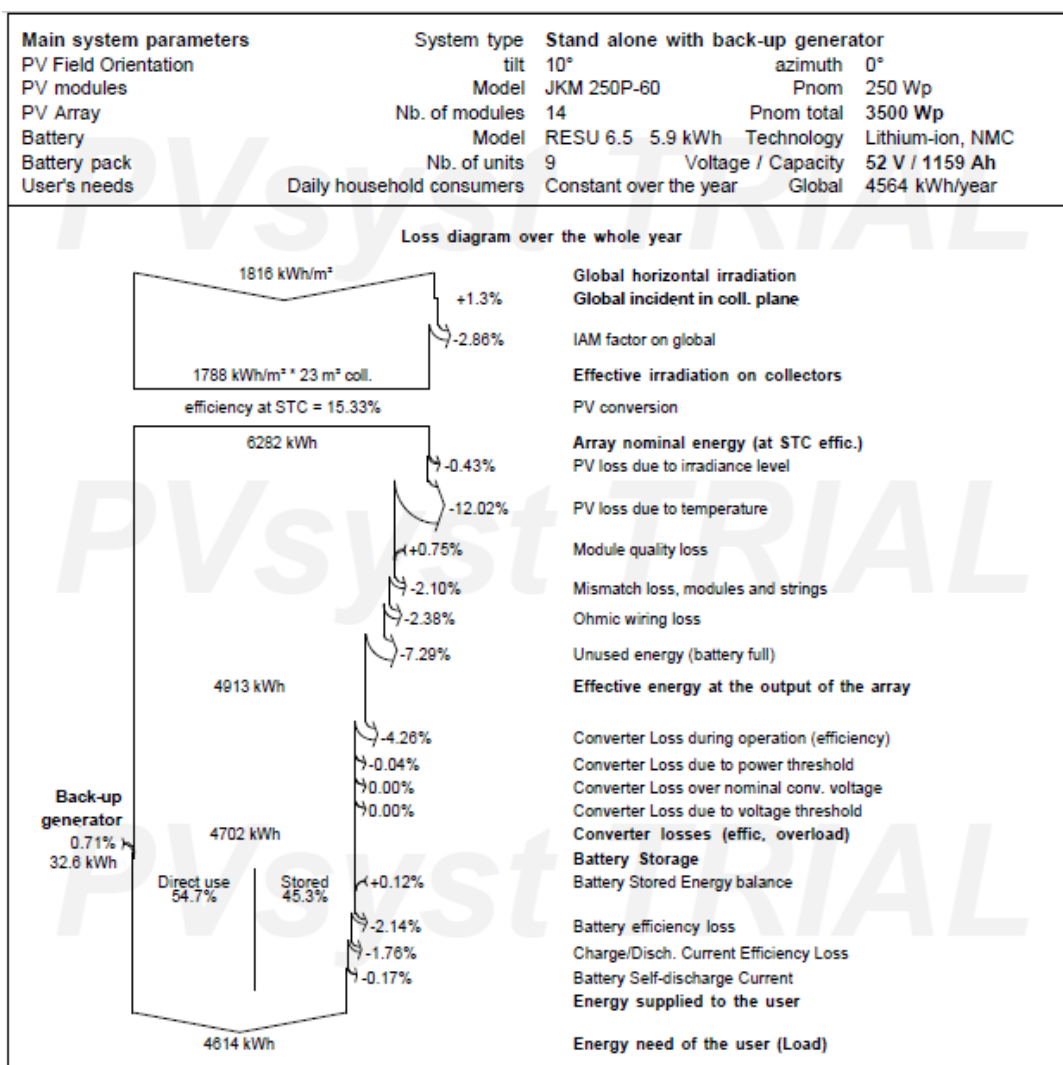 Main system parameters System type Stand alone with back-up generator
PV Field Orientation tilt 10° azimuth 0°
PV modules Model JKM 250P-60 Pnom 250 Wp
PV Array Nb. of modules 14 Pnom total 3500 Wp
Battery Model RESU 6.5 5.9 kWh Technology Lithium-ion, NMC
Battery pack Nb. of units 9 Voltage / Capacity 52 V / 1159 Ah
User's needs Daily household consumers Constant over the year Global 4564 kWh/year
PVsyst TRIAL
Loss diagram over the whole year
1816 kWh/m² Global horizontal irradiation
+1.3% Global incident in coll. plane
-2.86% IAM factor on global
1788 kWh/m² * 23 m² coll. Effective irradiation on collectors
efficiency at STC = 15.33% PV conversion
6282 kWh Array nominal energy (at STC effic.)
-0.43% PV loss due to irradiance level
-12.02% PV loss due to temperature
PVsyst TRIAL
+0.75% Module quality loss
-2.10% Mismatch loss, modules and strings
-2.38% Ohmic wiring loss
-7.29% Unused energy (battery full)
4913 kWh Effective energy at the output of the array
-4.26% Converter Loss during operation (efficiency)
-0.04% Converter Loss due to power threshold
0.00% Converter Loss over nominal conv. voltage
0.00% Converter Loss due to voltage threshold
Back-up
generator
0.71%
32.6 kWh
4702 kWh Converter losses (effic, overload)
Battery Storage
Direct use Stored +0.12% Battery Stored Energy balance
54.7% 45.3%
PVsyst TRIAL
-2.14% Battery efficiency loss
-1.76% Charge/Disch. Current Efficiency Loss
-0.17% Battery Self-discharge Current
Energy supplied to the user
4614 kWh Energy need of the user (Load)